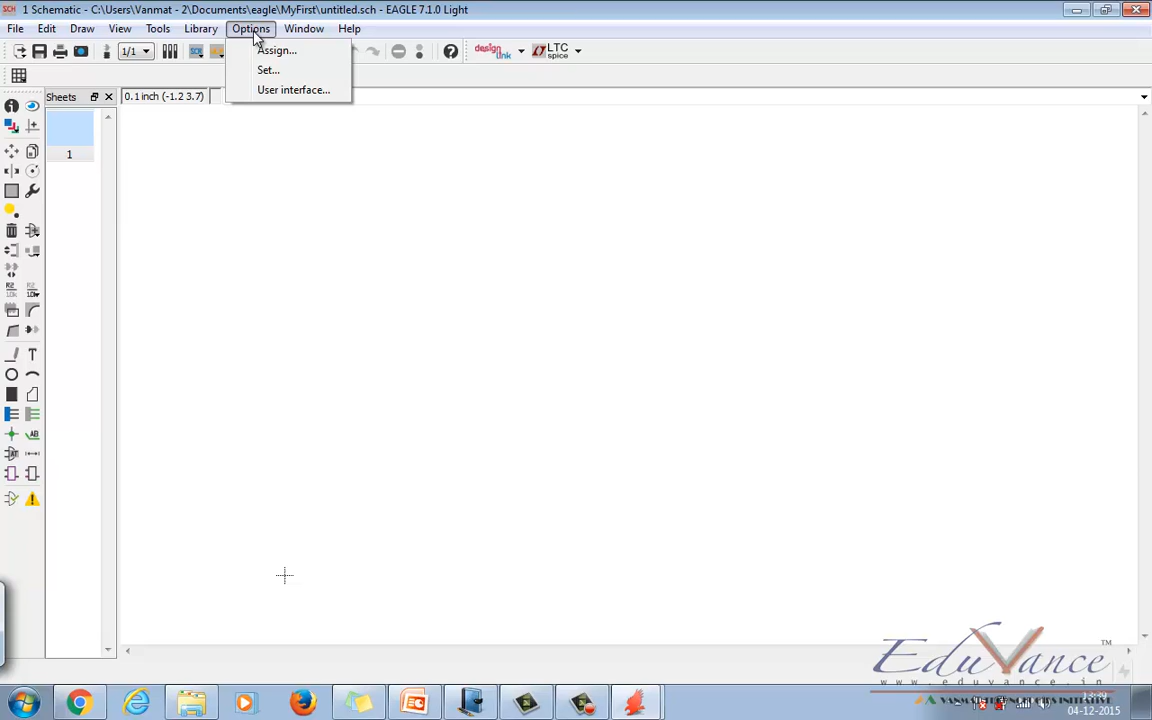 1 Schematic - C:\Users\Vanmat - 2\Documents\eagle\MyFirst\untitled.sch - EAGLE 7.1.0 Light
File Edit Draw View Tools Library Options Window Help
1/1 design link LTC spice
Assign...
Set...
User interface...
Sheets 0.1 inch (-1.2 3.7)
1
EduVance™
www.eduvance.in
04-12-2015